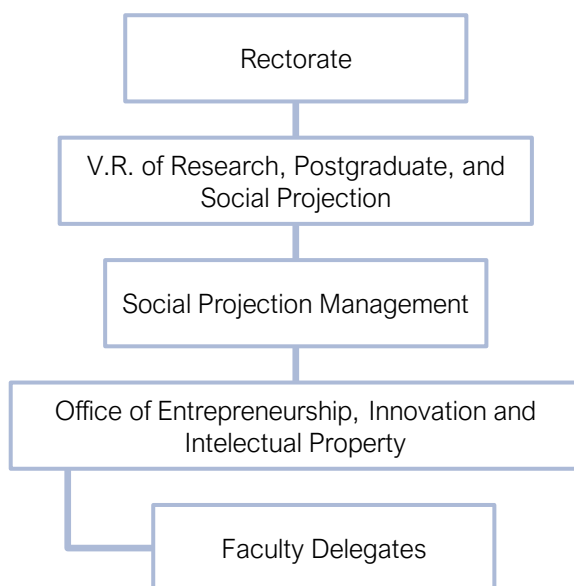 Rectorate
V.R. of Research, Postgraduate, and
Social Projection
Social Projection Management
Office of Entrepreneurship, Innovation and
Intelectual Property
Faculty Delegates